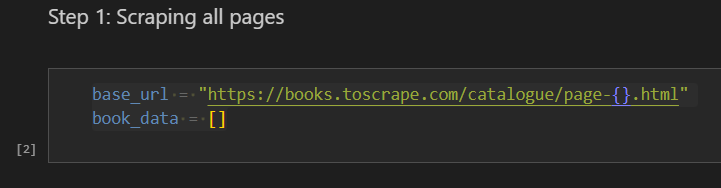 Step 1: Scraping all pages
base_url = "https://books.toscrape.com/catalogue/page-{}.html"
book_data = []
[2]